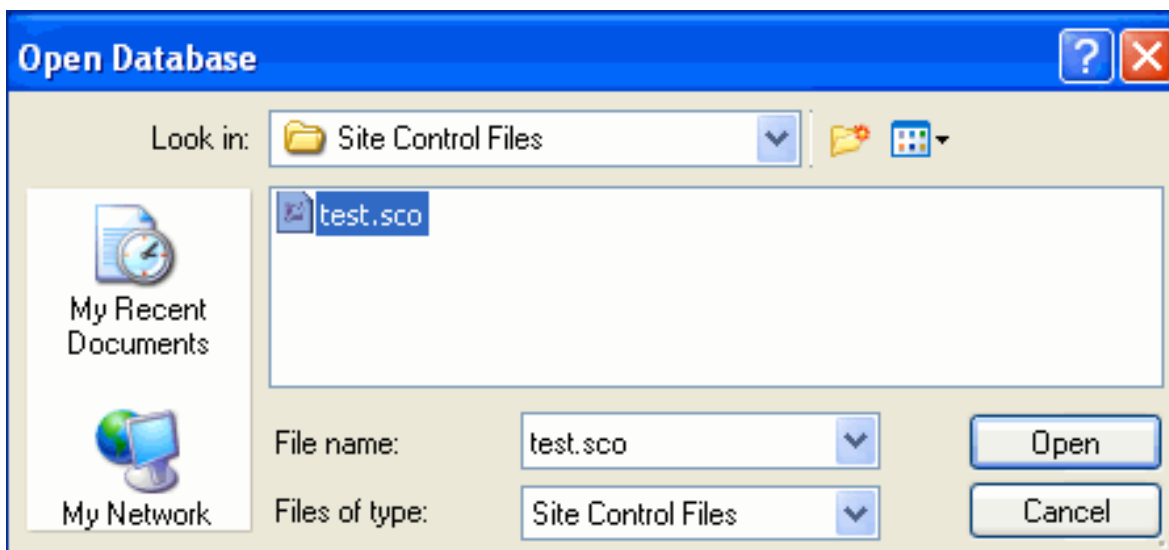 Open Database
Look in: Site Control Files
test.sco
My Recent
Documents
My Network
File name: test.sco Open
Files of type: Site Control Files Cancel